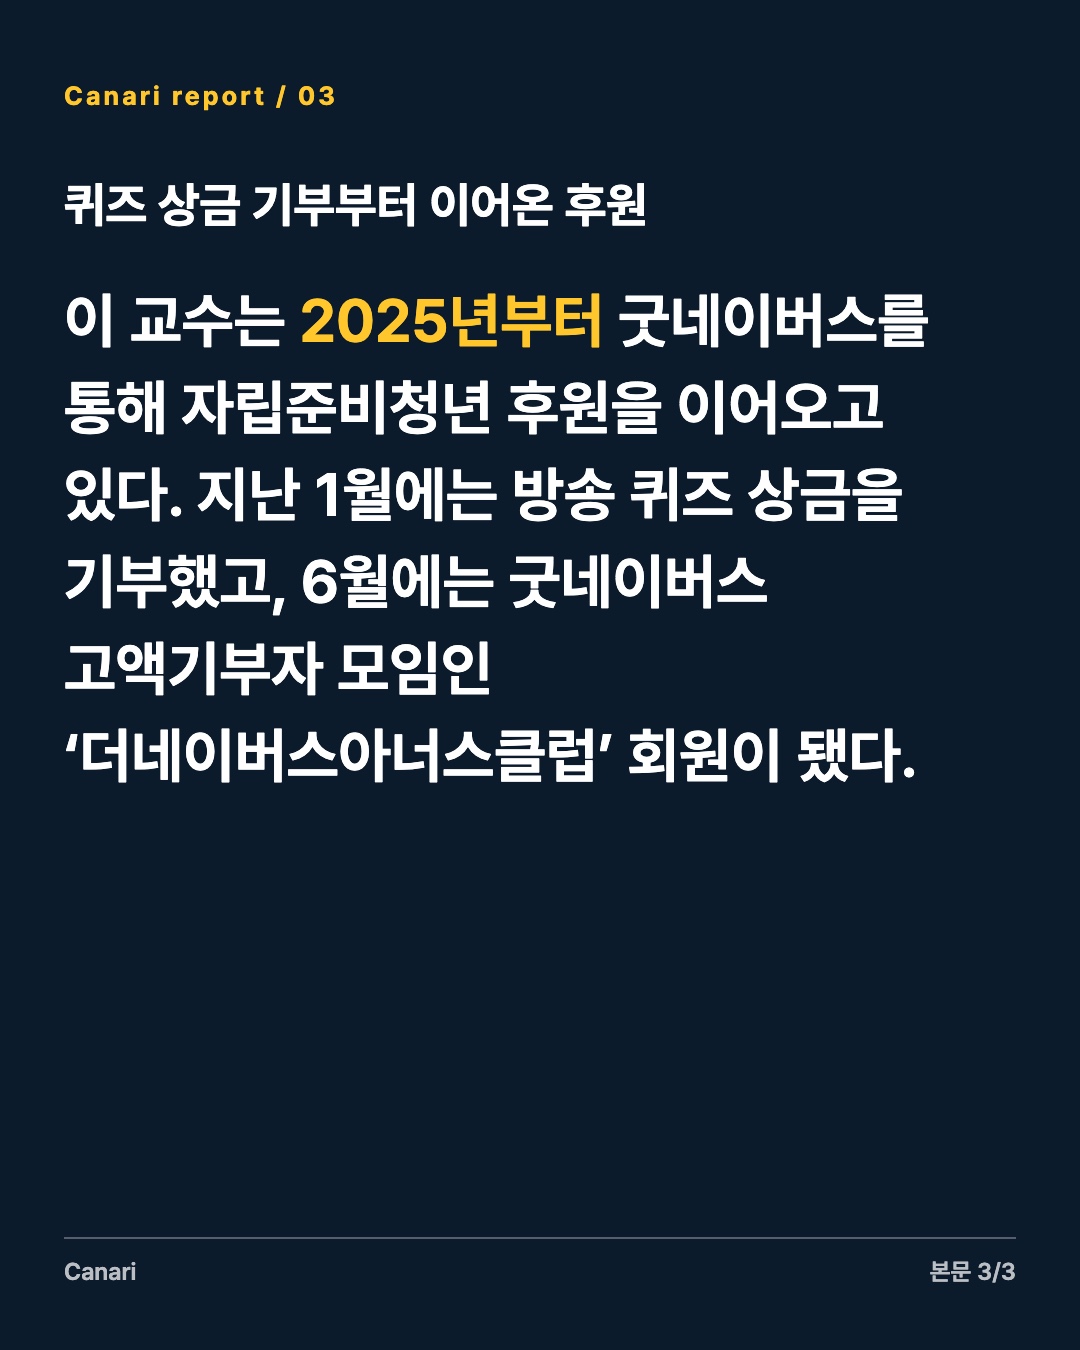 Canari report / 03
퀴즈 상금 기부부터 이어온 후원
이 교수는 2025년부터 굿네이버스를
통해 자립준비청년 후원을 이어오고
있다. 지난 1월에는 방송 퀴즈 상금을
기부했고, 6월에는 굿네이버스
고액기부자 모임인
‘더네이버스아너스클럽’ 회원이 됐다.
Canari
본문 3/3